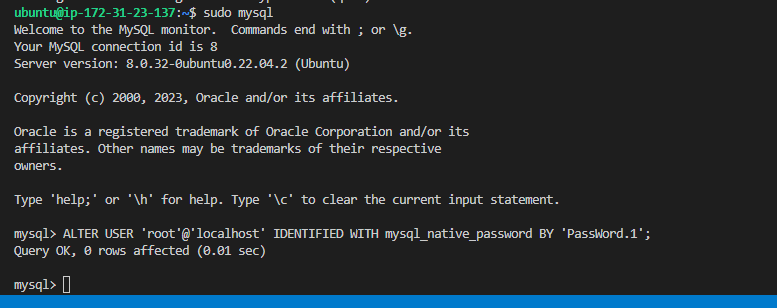 ubuntu@ip-172-31-23-137:~$ sudo mysql
Welcome to the MySQL monitor.  Commands end with ; or \g.
Your MySQL connection id is 8
Server version: 8.0.32-0ubuntu0.22.04.2 (Ubuntu)
Copyright (c) 2000, 2023, Oracle and/or its affiliates.
Oracle is a registered trademark of Oracle Corporation and/or its
affiliates. Other names may be trademarks of their respective
owners.
Type 'help;' or '\h' for help. Type '\c' to clear the current input statement.
mysql> ALTER USER 'root'@'localhost' IDENTIFIED WITH mysql_native_password BY 'PassWord.1';
Query OK, 0 rows affected (0.01 sec)
mysql>